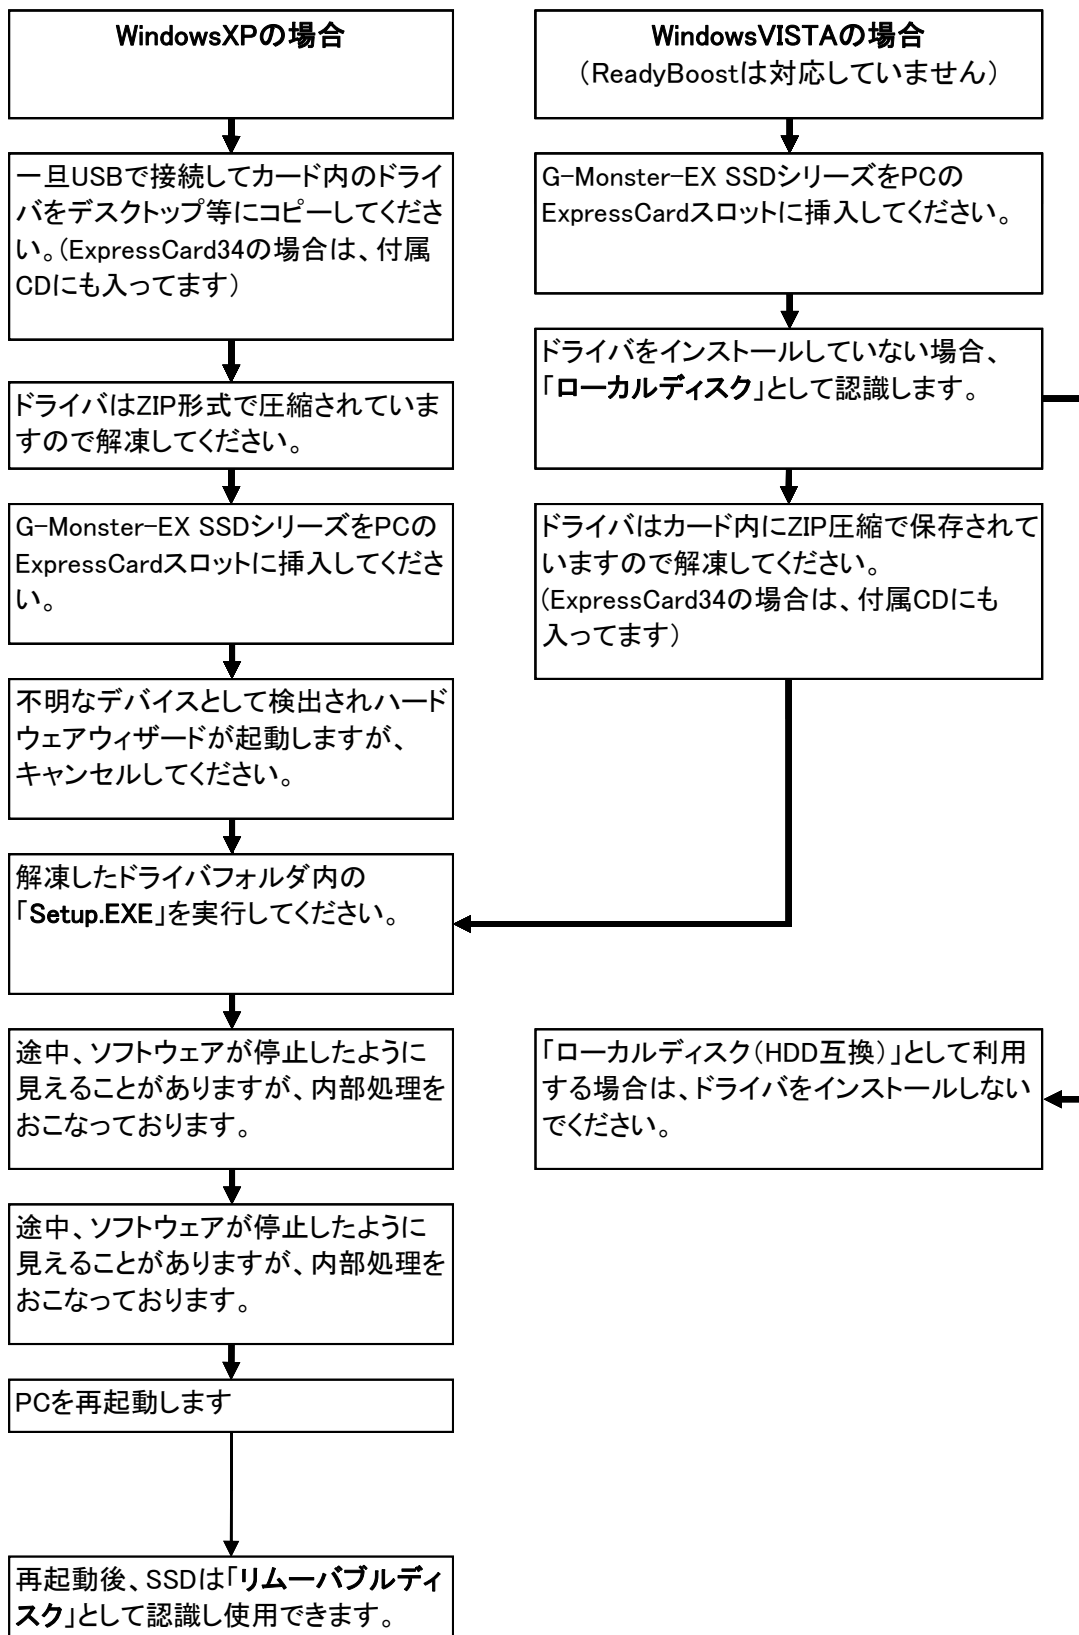 WindowsXPの場合
一旦USBで接続してカード内のドライ
バをデスクトップ等にコピーしてくださ
い。(ExpressCard34の場合は、付属
CDにも入ってます)
ドライバはZIP形式で圧縮されていま
すので解凍してください。
G-Monster-EX SSDシリーズをPCの
ExpressCardスロットに挿入してくださ
い。
不明なデバイスとして検出されハード
ウェアウィザードが起動しますが、
キャンセルしてください。
解凍したドライバフォルダ内の
「Setup.EXE」を実行してください。
途中、ソフトウェアが停止したように
見えることがありますが、内部処理を
おこなっております。
途中、ソフトウェアが停止したように
見えることがありますが、内部処理を
おこなっております。
PCを再起動します
再起動後、SSDは「リムーバブルディ
スク」として認識し使用できます。
WindowsVISTAの場合
(ReadyBoostは対応していません)
G-Monster-EX SSDシリーズをPCの
ExpressCardスロットに挿入してください。
ドライバをインストールしていない場合、
「ローカルディスク」として認識します。
ドライバはカード内にZIP圧縮で保存されて
いますので解凍してください。
(ExpressCard34の場合は、付属CDにも
入ってます)
「ローカルディスク(HDD互換)」として利用
する場合は、ドライバをインストールしない
でください。